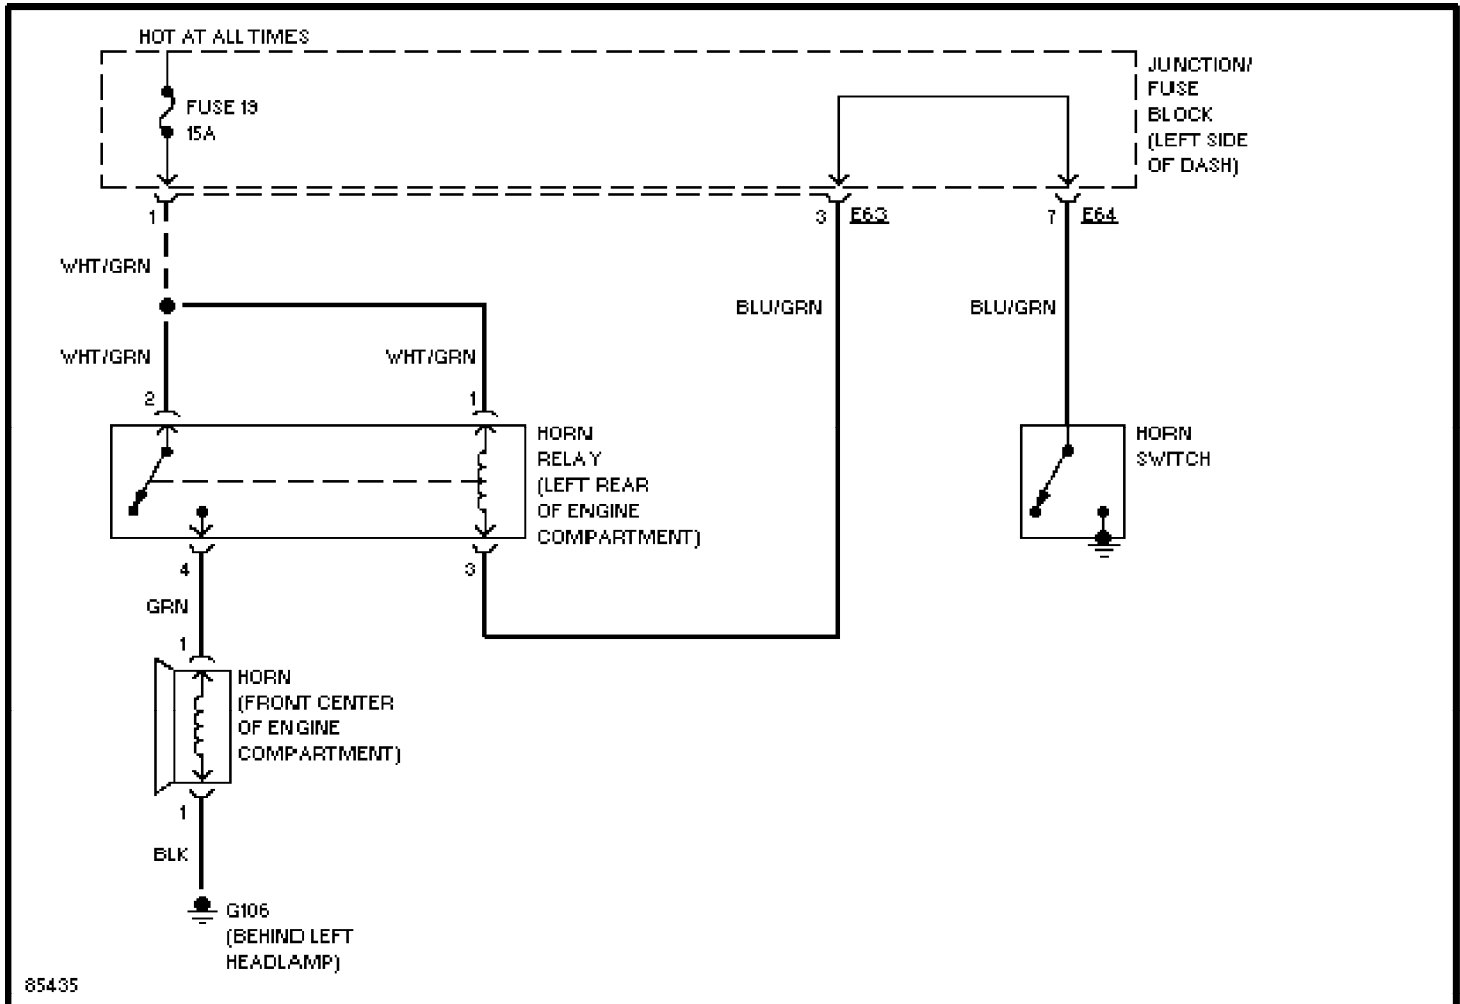 HOT AT ALL TIMES
JUNCTION/
FUSE
BLOCK
(LEFT SIDE
OF DASH)
FUSE 19
15A
1
3 E63
7 E64
WHT/GRN
BLU/GRN
BLU/GRN
WHT/GRN
WHT/GRN
2
1
HORN
RELAY
(LEFT REAR
OF ENGINE
COMPARTMENT)
HORN
SWITCH
4
3
GRN
1
HORN
(FRONT CENTER
OF ENGINE
COMPARTMENT)
1
BLK
G106
(BEHIND LEFT
HEADLAMP)
85435